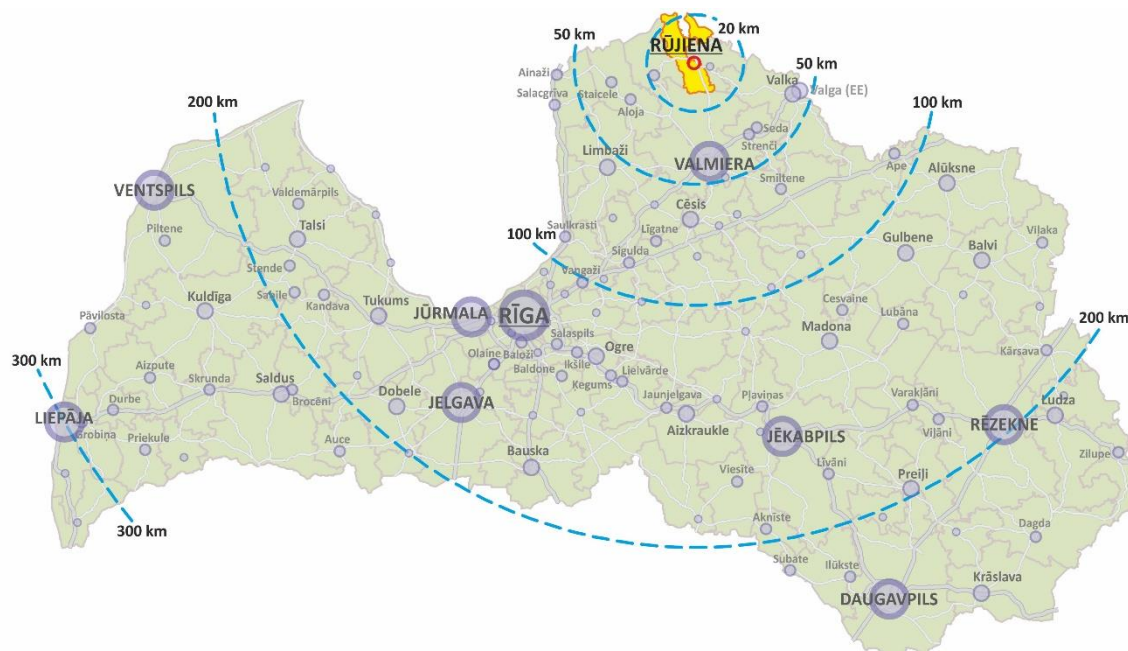 RŪJIENA
20 km
50 km
50 km
Ainaži
Valka
Valga (EE)
Staicele
200 km
Salacgrīva
Aloja
100 km
Seda
Strenči
Limbaži
VALMIERA
Ape
Alūksne
Smiltene
VENTSPILS
Valdemārpils
Cēsis
Piltene
Talsi
Saulkrasti
Līgatne
100 km
Sigulda
Gulbene
Balvi
Viļaka
Stende
Vangaži
Sabile
Kandava
Kuldīga
Tukums
JŪRMALA
RĪGA
Cesvaine
Lubāna
Pāvilosta
Madona
200 km
Salaspils
Olaine
Baloži
Ikšķile
Ogre
Kārsava
300 km
Aizpute
Baldone
Ķegums
Lielvārde
Skrunda
Saldus
Dobele
JELGAVA
Brocēni
Durbe
Jaunjelgava
Pļaviņas
Varakļāni
Ludza
LIEPĀJA
Aizkraukle
JĒKABPILS
Viļāni
RĒZEKNE
Grobiņa
Priekule
Auce
Bauska
Zilupe
Viesīte
Līvāni
Preiļi
300 km
Aknīste
Dagda
Subate
Ilūkste
Krāslava
DAUGAVPILS